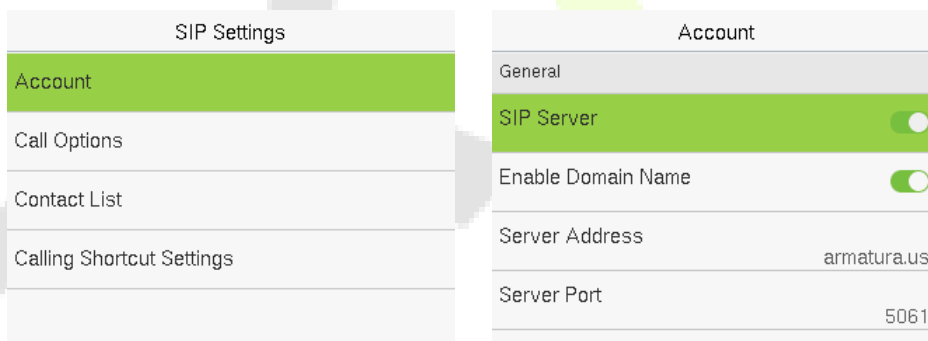 SIP Settings
Account
Call Options
Contact List
Calling Shortcut Settings
Account
General
SIP Server
Enable Domain Name
Server Address
armatura.us
Server Port
5061